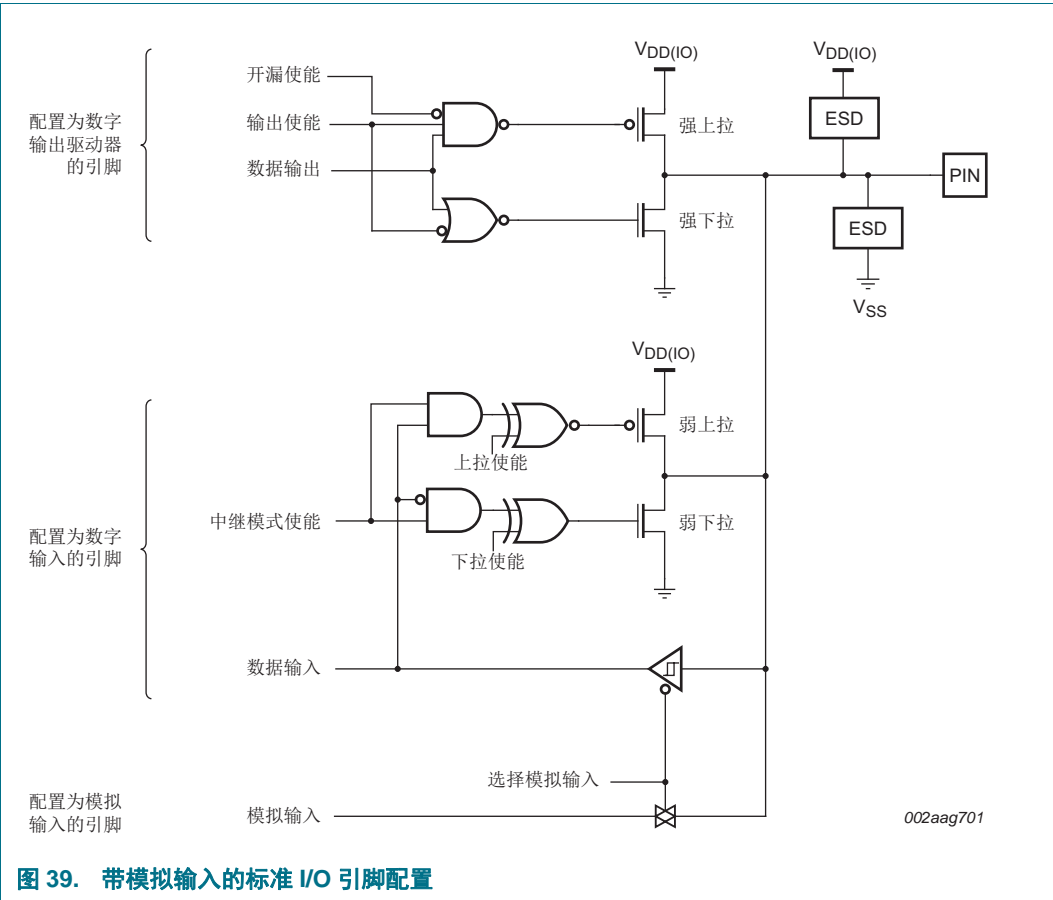 VDD(IO)
VDD(IO)
开漏使能
ESD
配置为数字
输出驱动器
的引脚
输出使能
强上拉
数据输出
PIN
强下拉
ESD
VSS
VDD(IO)
弱上拉
上拉使能
配置为数字
输入的引脚
中继模式使能
弱下拉
下拉使能
数据输入
选择模拟输入
配置为模拟
输入的引脚
模拟输入
002aag701
图 39. 带模拟输入的标准 I/O 引脚配置